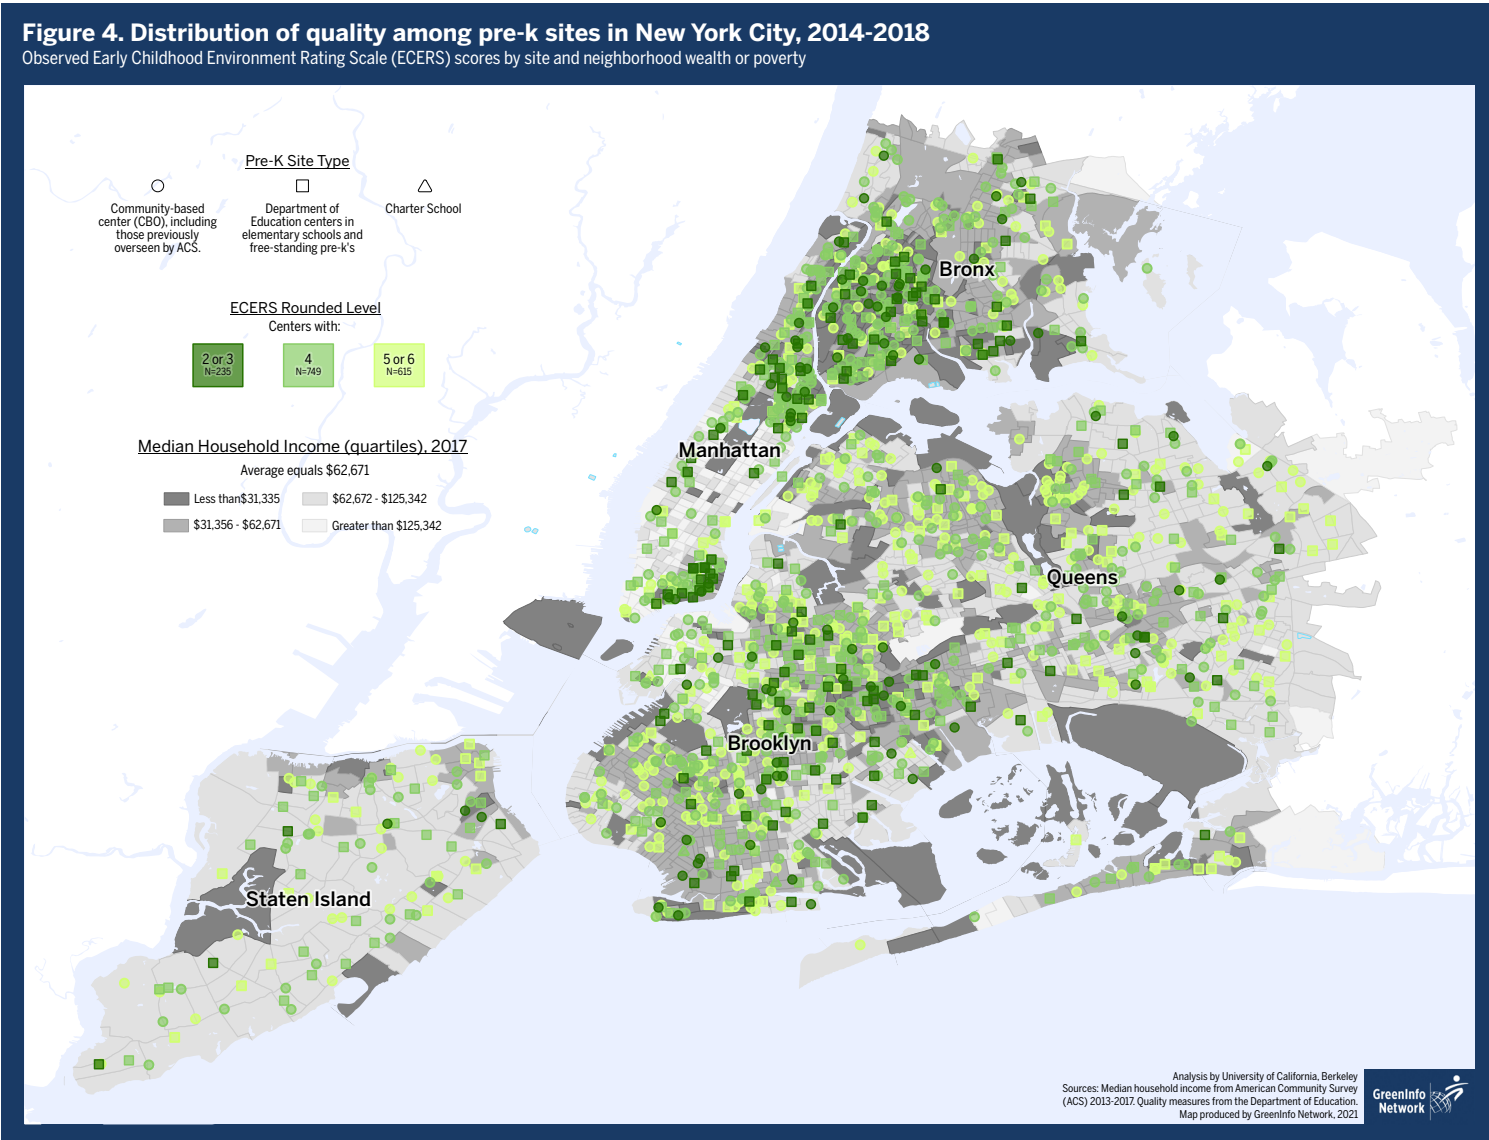 Figure 4. Distribution of quality among pre-k sites in New York City, 2014-2018
Observed Early Childhood Environment Rating Scale (ECERS) scores by site and neighborhood wealth or poverty
Pre-K Site Type
Community-based
center (CBO), including
those previously
overseen by ACS.
Department of
Education centers in
elementary schools and
free-standing pre-k's
Charter School
ECERS Rounded Level
Centers with:
2 or 3
N=235
4
N=749
5 or 6
N=615
Median Household Income (quartiles), 2017
Average equals $62,671
Less than$31,335
$62,672 - $125,342
$31,356 - $62,671
Greater than $125,342
Bronx
Manhattan
Queens
Brooklyn
Staten Island
Analysis by University of California, Berkeley
Sources: Median household income from American Community Survey
(ACS) 2013-2017. Quality measures from the Department of Education.
Map produced by GreenInfo Network, 2021
GreenInfo
Network